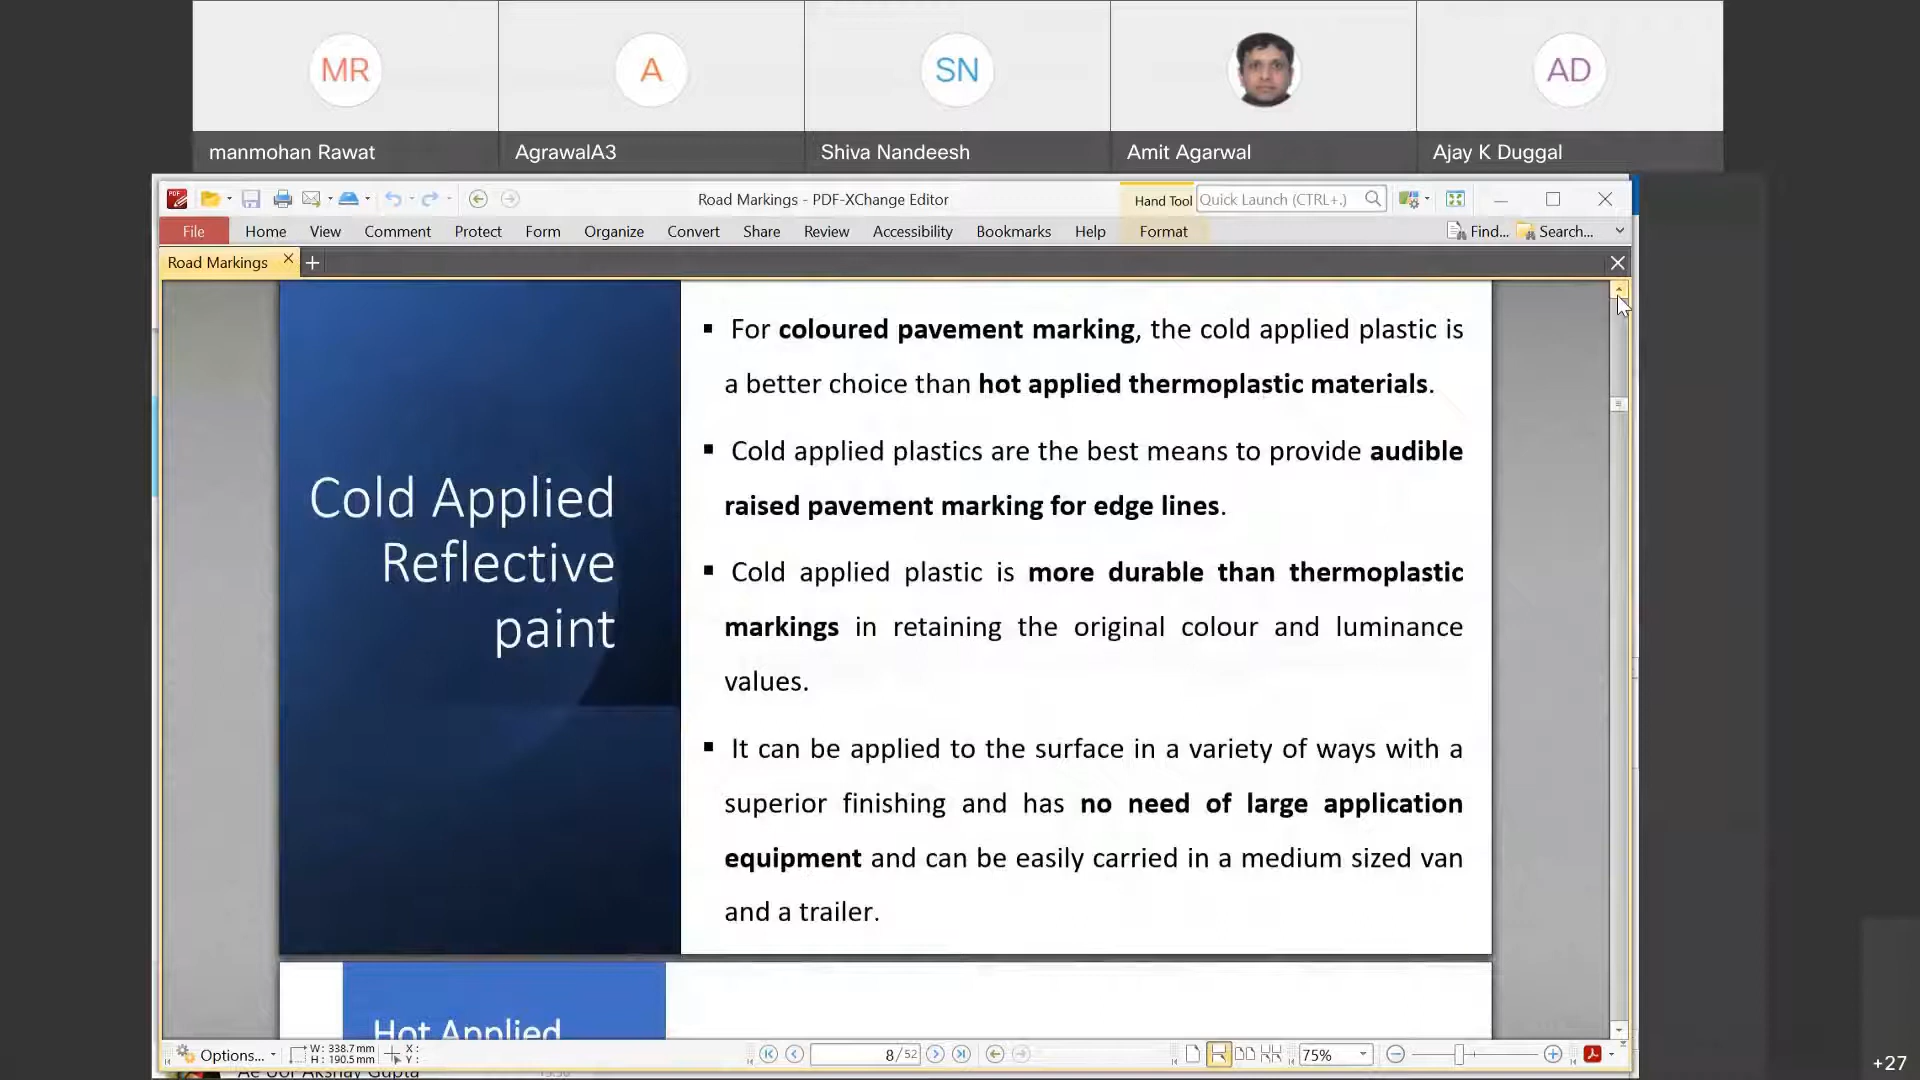 MR
A
SN
AD
manmohan Rawat
AgrawalA3
Shiva Nandeesh
Amit Agarwal
Ajay K Duggal
Road Markings - PDF-XChange Editor
Hand Tool
Quick Launch (CTRL+.)
File
Home
View
Comment
Protect
Form
Organize
Convert
Share
Review
Accessibility
Bookmarks
Help
Format
Find...
Search...
Road Markings
Cold Applied
Reflective
paint
▪ For coloured pavement marking, the cold applied plastic is
a better choice than hot applied thermoplastic materials.
▪ Cold applied plastics are the best means to provide audible
raised pavement marking for edge lines.
▪ Cold applied plastic is more durable than thermoplastic
markings in retaining the original colour and luminance
values.
▪ It can be applied to the surface in a variety of ways with a
superior finishing and has no need of large application
equipment and can be easily carried in a medium sized van
and a trailer.
Hot Applied
Options...
W: 338.7 mm
H: 190.5 mm
X:
Y:
8 / 52
75%
+27